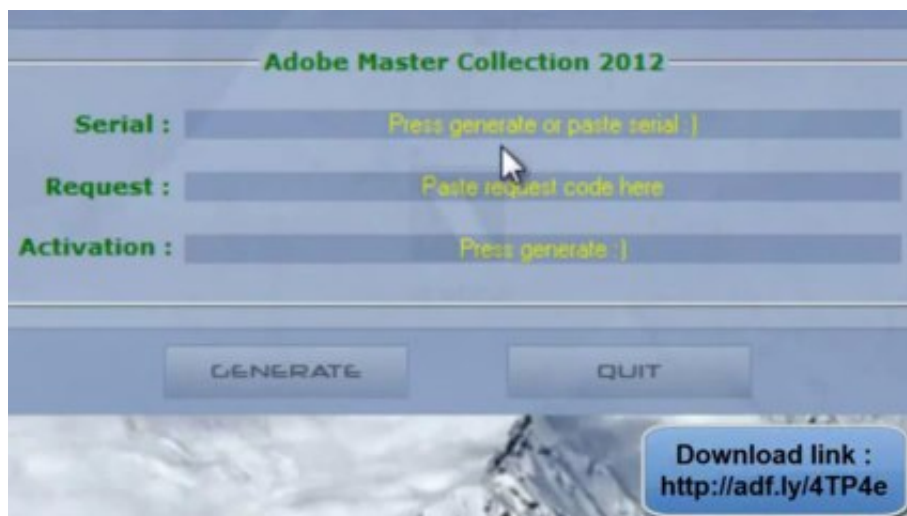 Adobe Master Collection 2012
Serial : Press generate or paste serial :)
Request : Paste request code here
Activation : Press generate :)
GENERATE QUIT
Download link :
http://adf.ly/4TP4e